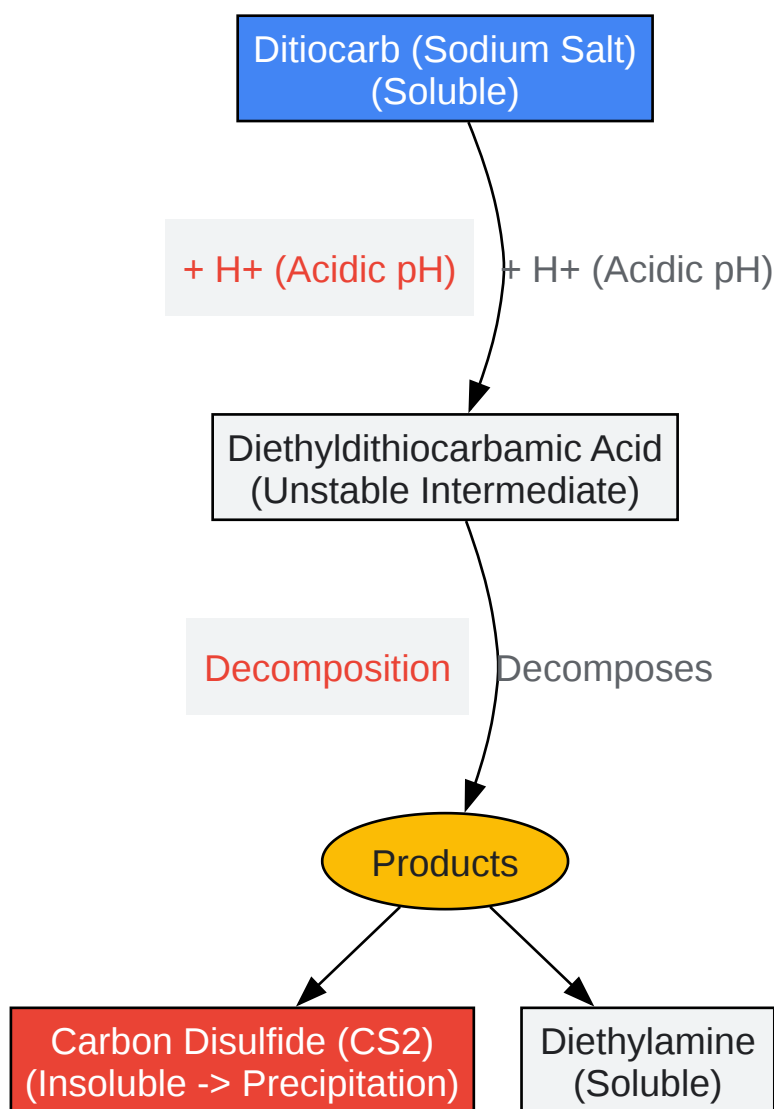 Ditiocarb (Sodium Salt)
(Soluble)
+ H+ (Acidic pH)
+ H+ (Acidic pH)
Diethyldithiocarbamic Acid
(Unstable Intermediate)
Decomposition
Decomposes
Products
Carbon Disulfide (CS2)
(Insoluble -> Precipitation)
Diethylamine
(Soluble)